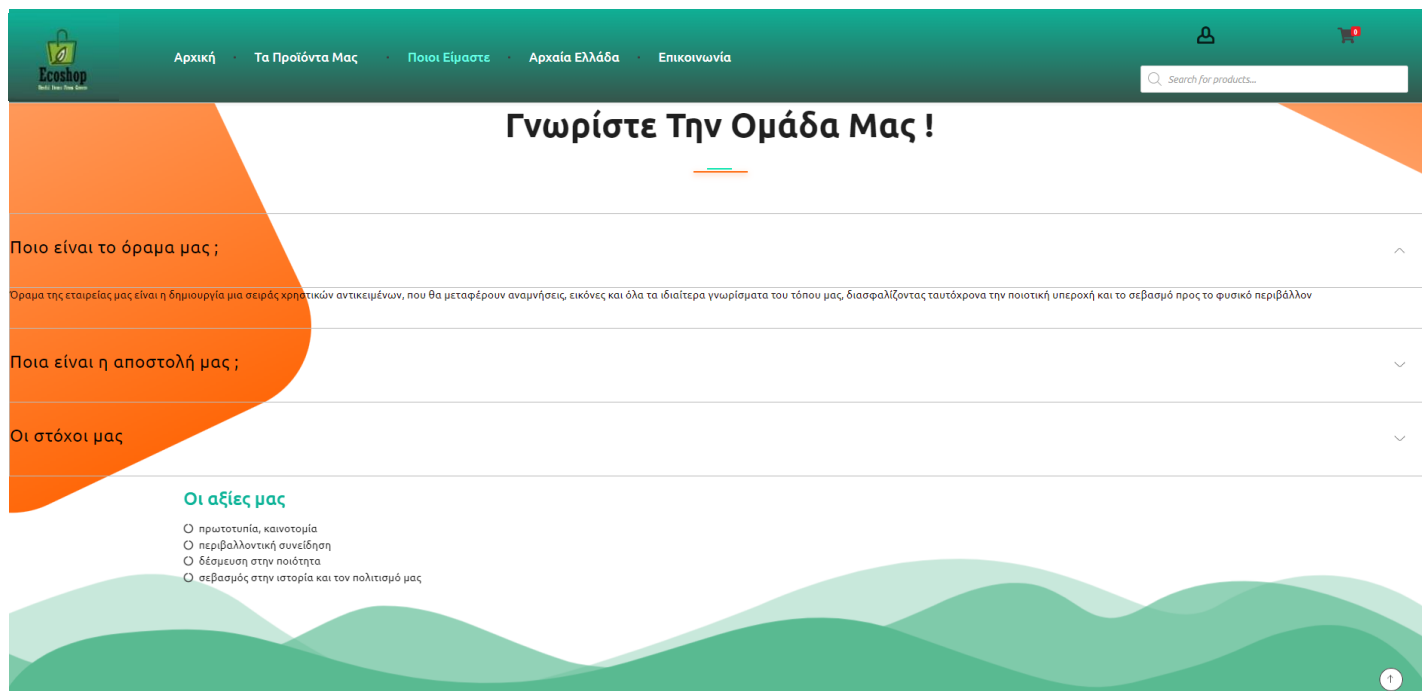 Ecoshop
Αρχική · Τα Προϊόντα Μας · Ποιοι Είμαστε · Αρχαία Ελλάδα · Επικοινωνία
0
Search for products...
Γνωρίστε Την Ομάδα Μας !
Ποιο είναι το όραμα μας ;
Όραμα της εταιρείας μας είναι η δημιουργία μια σειράς χρηστικών αντικειμένων, που θα μεταφέρουν αναμνήσεις, εικόνες και όλα τα ιδιαίτερα γνωρίσματα του τόπου μας, διασφαλίζοντας ταυτόχρονα την ποιοτική υπεροχή και το σεβασμό προς το φυσικό περιβάλλον
Ποια είναι η αποστολή μας ;
Οι στόχοι μας
Οι αξίες μας
πρωτοτυπία, καινοτομία
περιβαλλοντική συνείδηση
δέσμευση στην ποιότητα
σεβασμός στην ιστορία και τον πολιτισμό μας